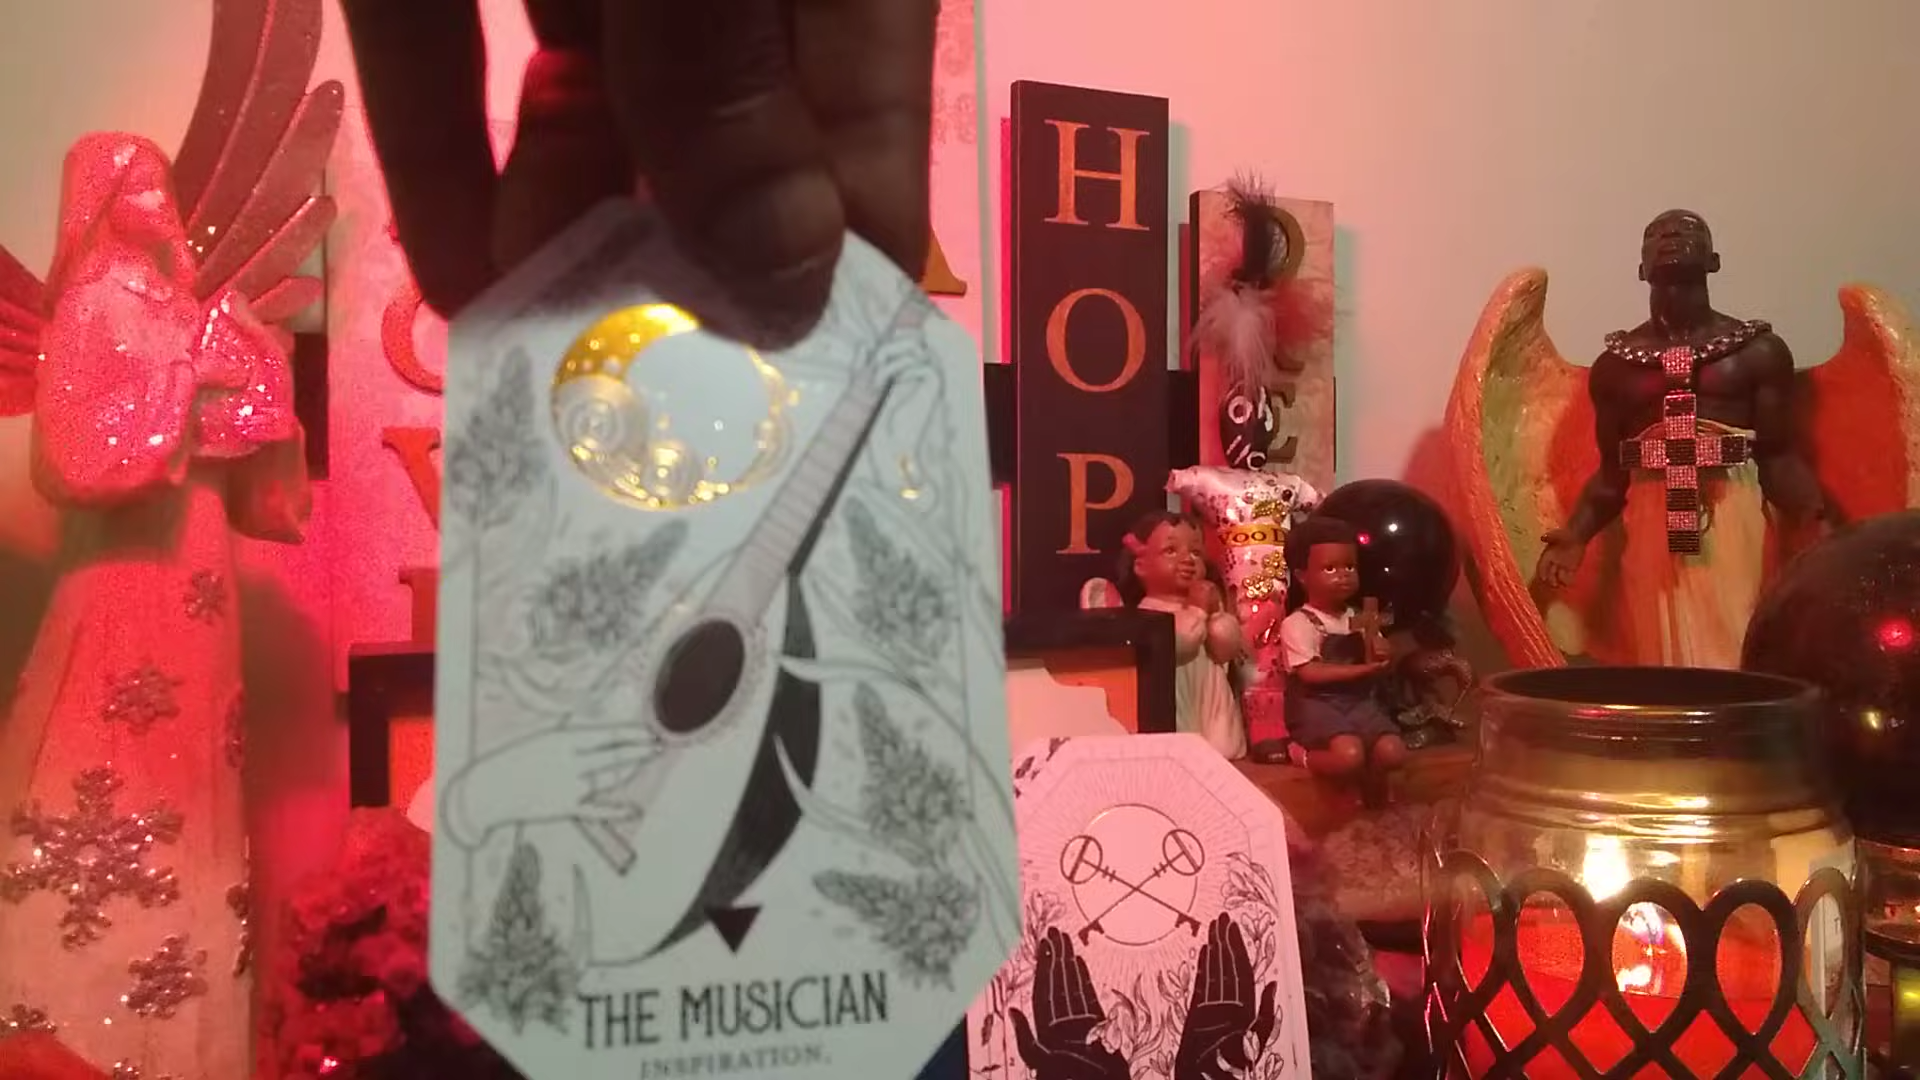 THE MUSICIAN
INSPIRATION.
H
O
P
VOO